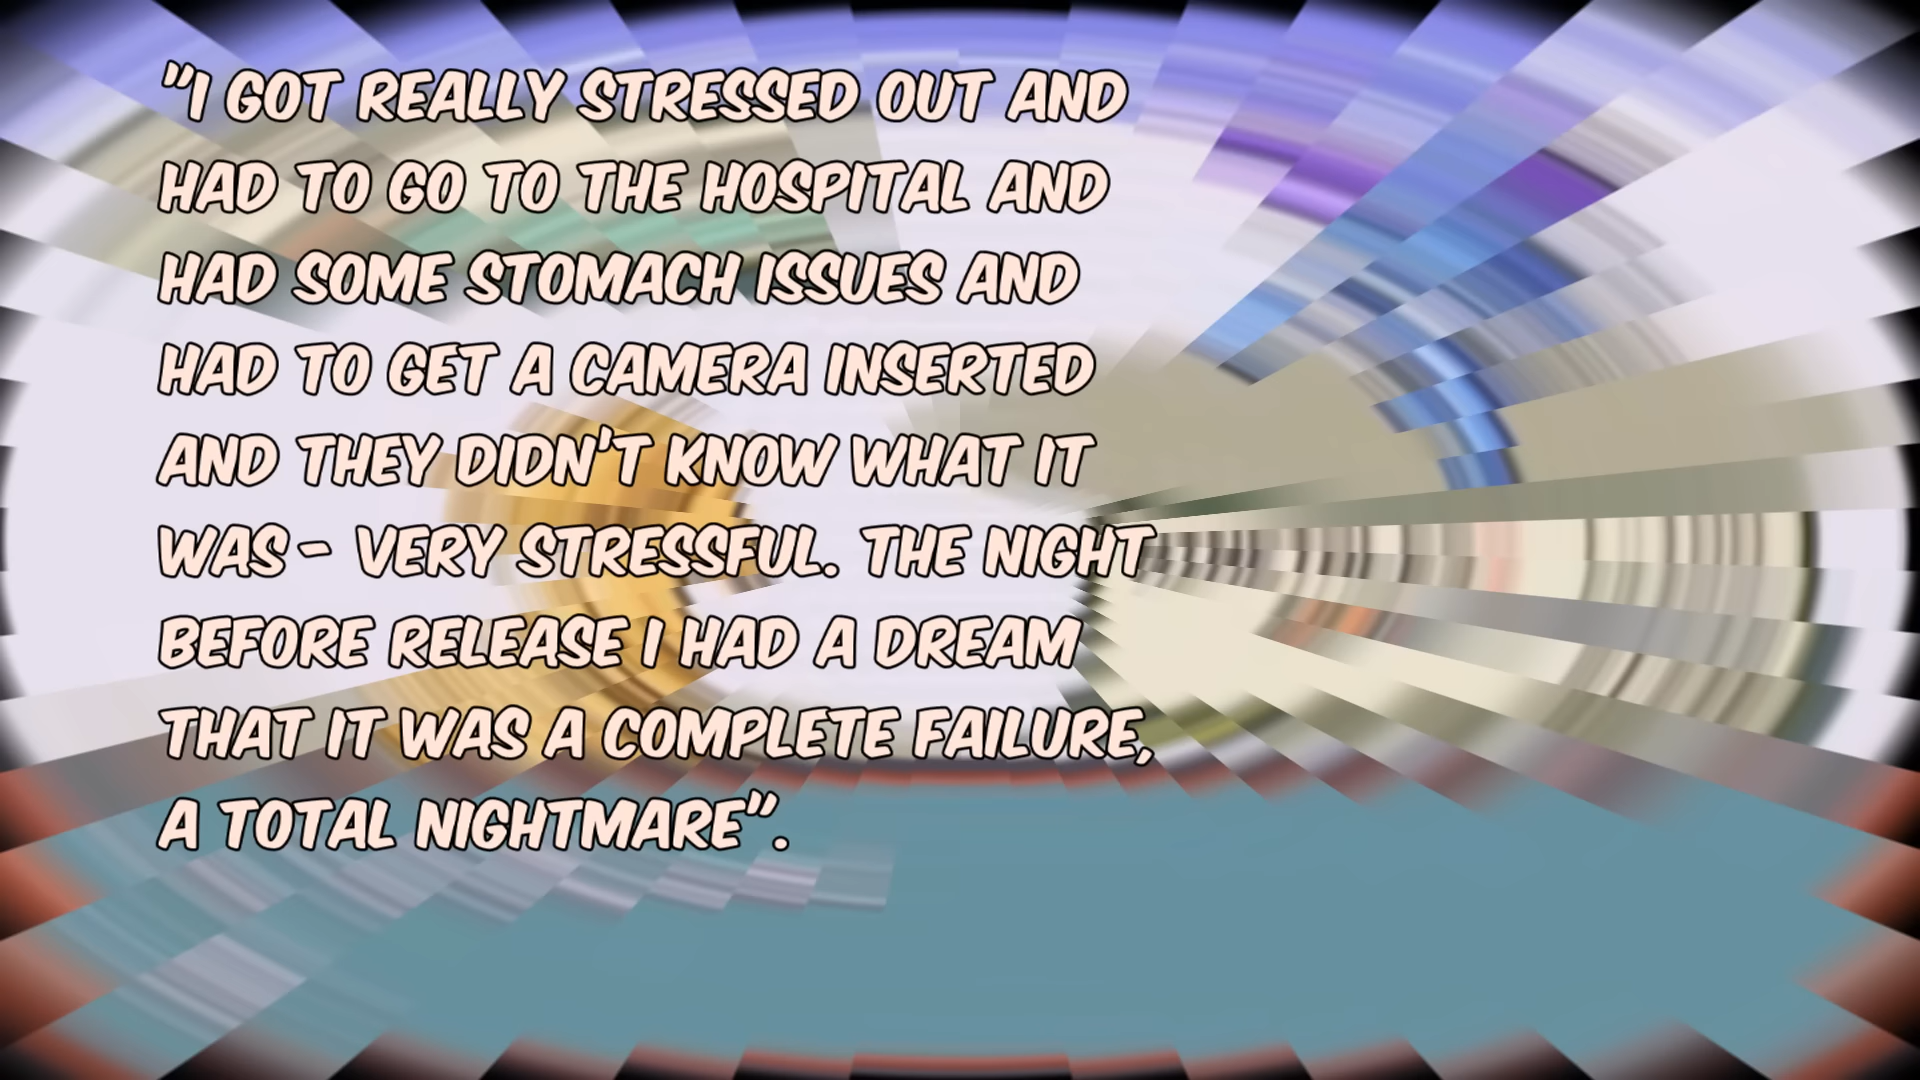 "I GOT REALLY STRESSED OUT AND
HAD TO GO TO THE HOSPITAL AND
HAD SOME STOMACH ISSUES AND
HAD TO GET A CAMERA INSERTED
AND THEY DIDN'T KNOW WHAT IT
WAS - VERY STRESSFUL. THE NIGHT
BEFORE RELEASE I HAD A DREAM
THAT IT WAS A COMPLETE FAILURE,
A TOTAL NIGHTMARE".